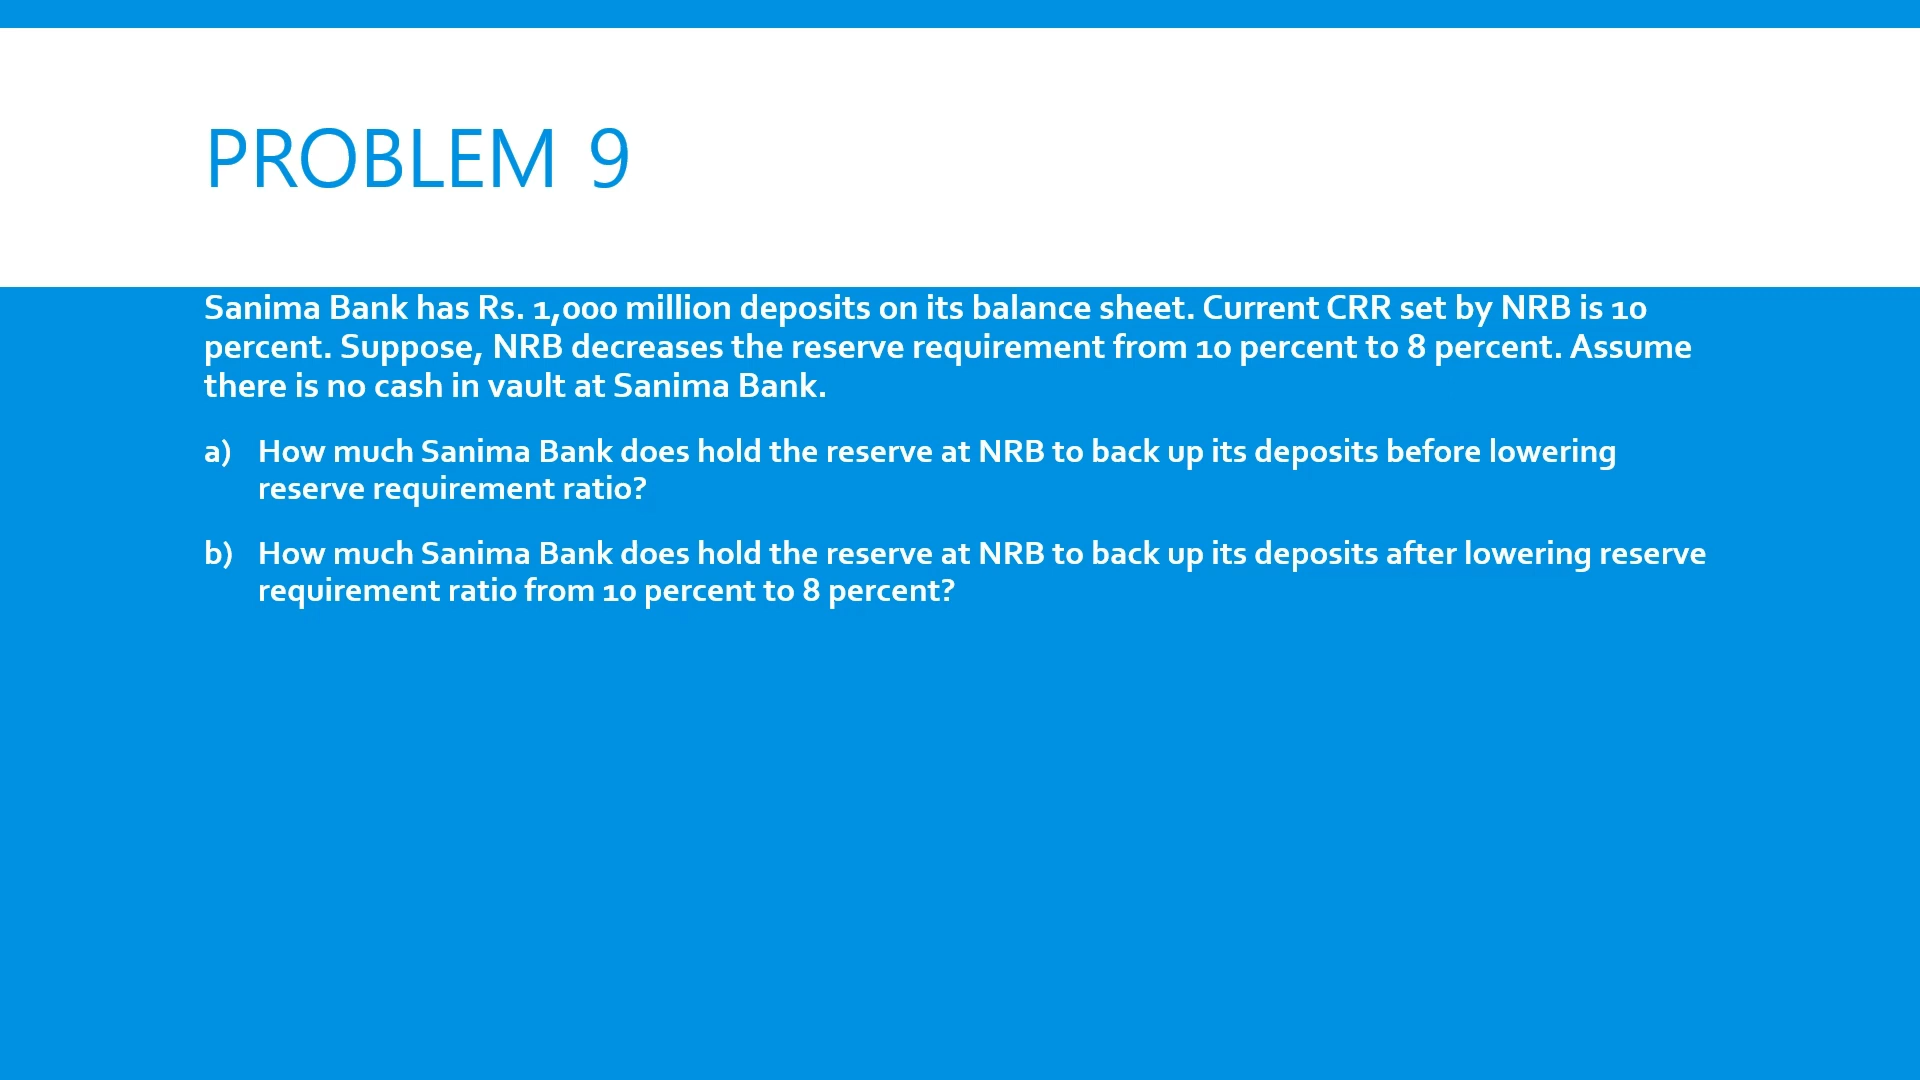 PROBLEM 9
Sanima Bank has Rs. 1,000 million deposits on its balance sheet. Current CRR set by NRB is 10
percent. Suppose, NRB decreases the reserve requirement from 10 percent to 8 percent. Assume
there is no cash in vault at Sanima Bank.
a) How much Sanima Bank does hold the reserve at NRB to back up its deposits before lowering
reserve requirement ratio?
b) How much Sanima Bank does hold the reserve at NRB to back up its deposits after lowering reserve
requirement ratio from 10 percent to 8 percent?